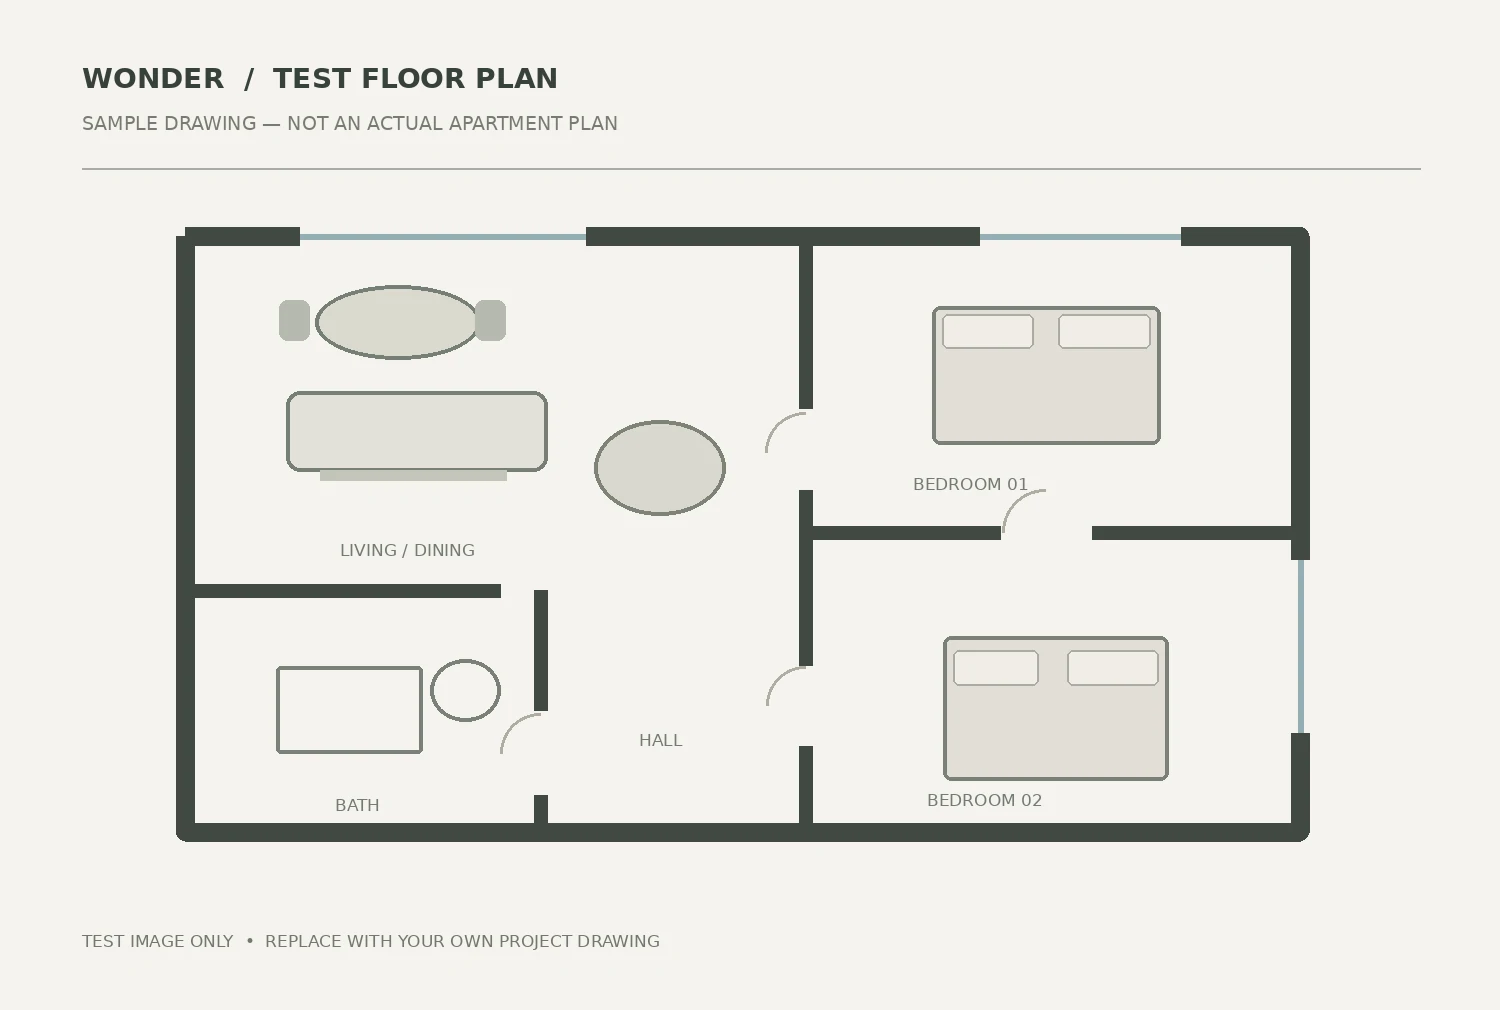 WONDER / TEST FLOOR PLAN
SAMPLE DRAWING — NOT AN ACTUAL APARTMENT PLAN
BEDROOM 01
LIVING / DINING
HALL
BEDROOM 02
BATH
TEST IMAGE ONLY • REPLACE WITH YOUR OWN PROJECT DRAWING